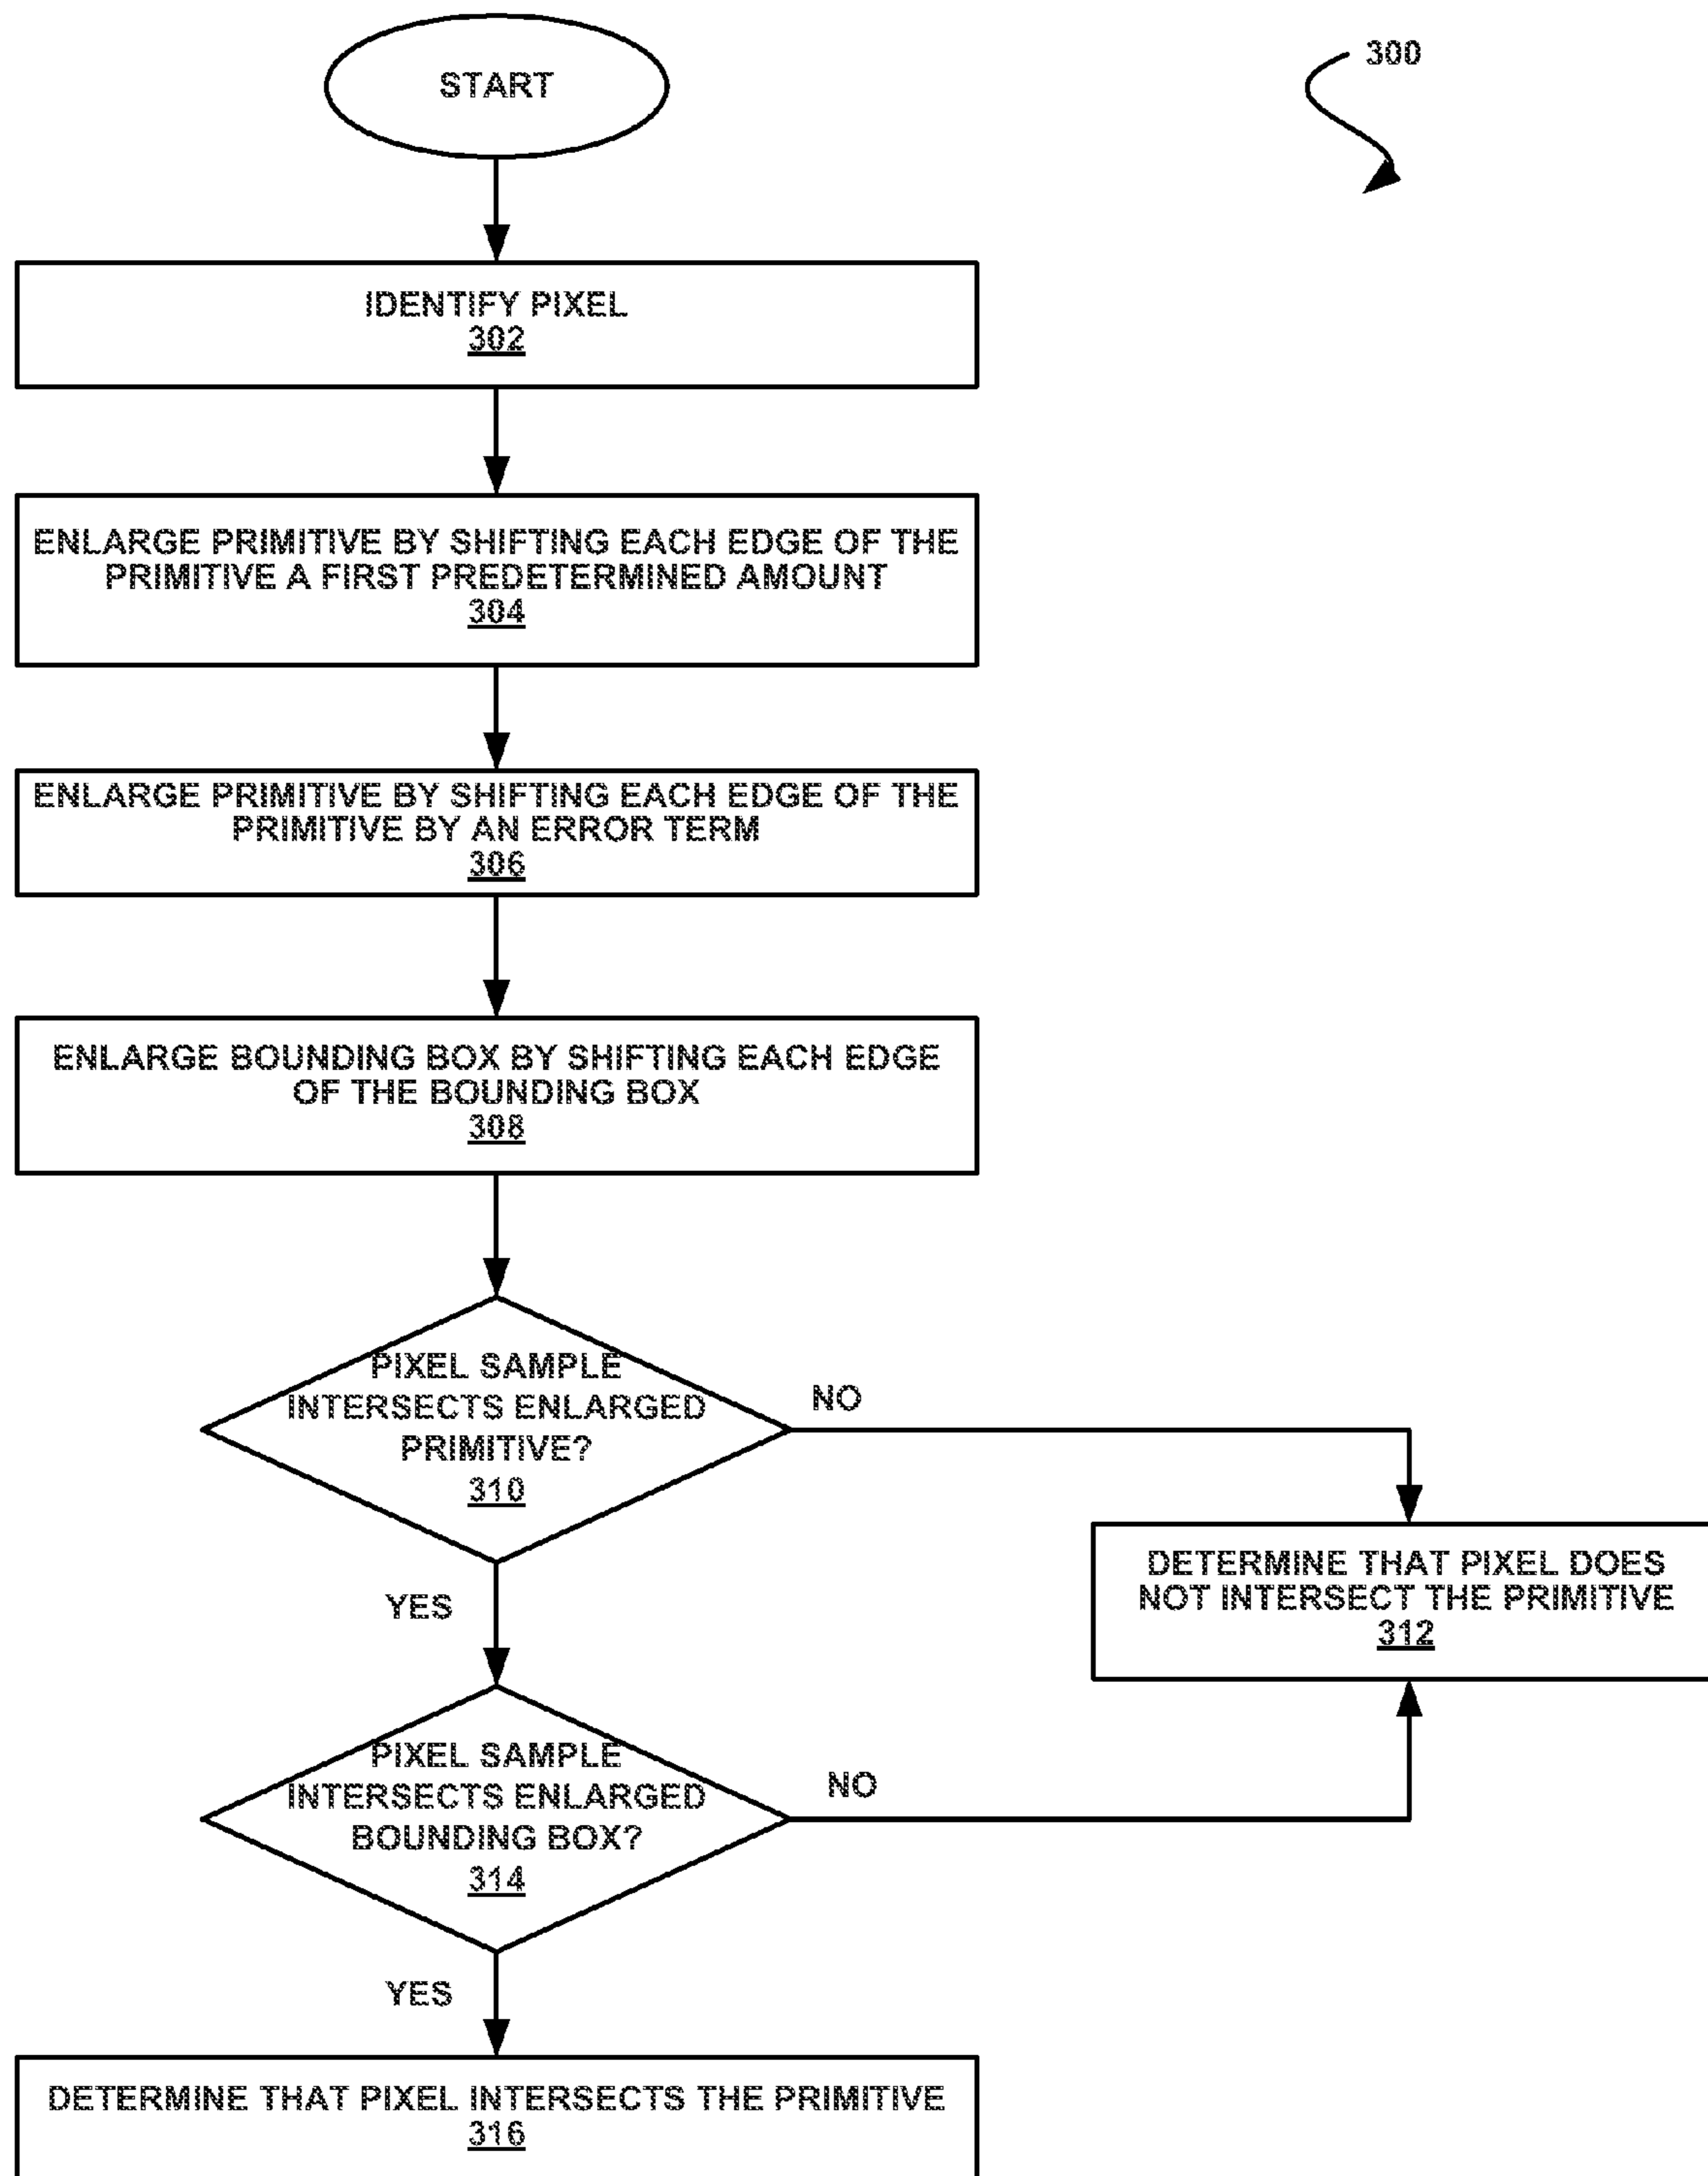 START
300
IDENTIFY PIXEL
302
ENLARGE PRIMITIVE BY SHIFTING EACH EDGE OF THE
PRIMITIVE A FIRST PREDETERMINED AMOUNT
304
ENLARGE PRIMITIVE BY SHIFTING EACH EDGE OF THE
PRIMITIVE BY AN ERROR TERM
306
ENLARGE BOUNDING BOX BY SHIFTING EACH EDGE
OF THE BOUNDING BOX
308
PIXEL SAMPLE
INTERSECTS ENLARGED
PRIMITIVE?
310
NO
YES
DETERMINE THAT PIXEL DOES
NOT INTERSECT THE PRIMITIVE
312
PIXEL SAMPLE
INTERSECTS ENLARGED
BOUNDING BOX?
314
NO
YES
DETERMINE THAT PIXEL INTERSECTS THE PRIMITIVE
316